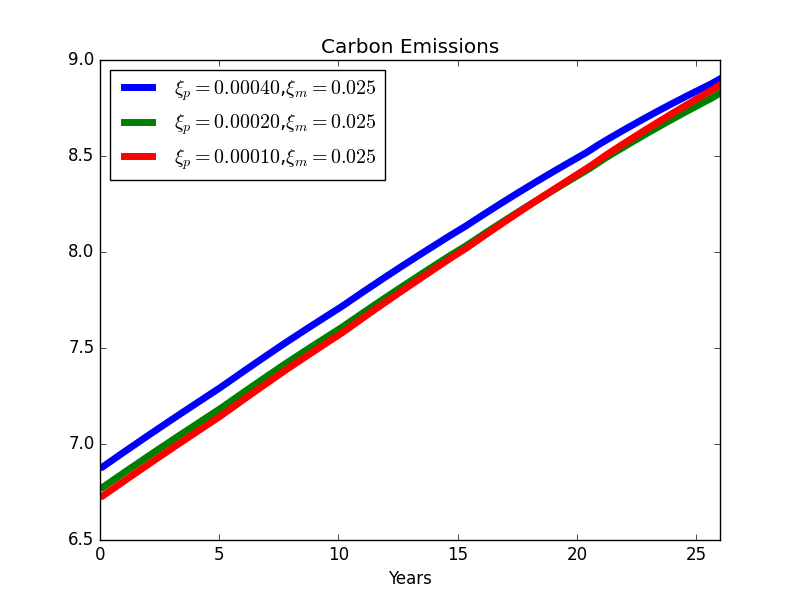 Carbon Emissions
9.0
8.5
8.0
7.5
7.0
6.5
ξₚ = 0.00040,ξₘ = 0.025
ξₚ = 0.00020,ξₘ = 0.025
ξₚ = 0.00010,ξₘ = 0.025
0 5 10 15 20 25
Years